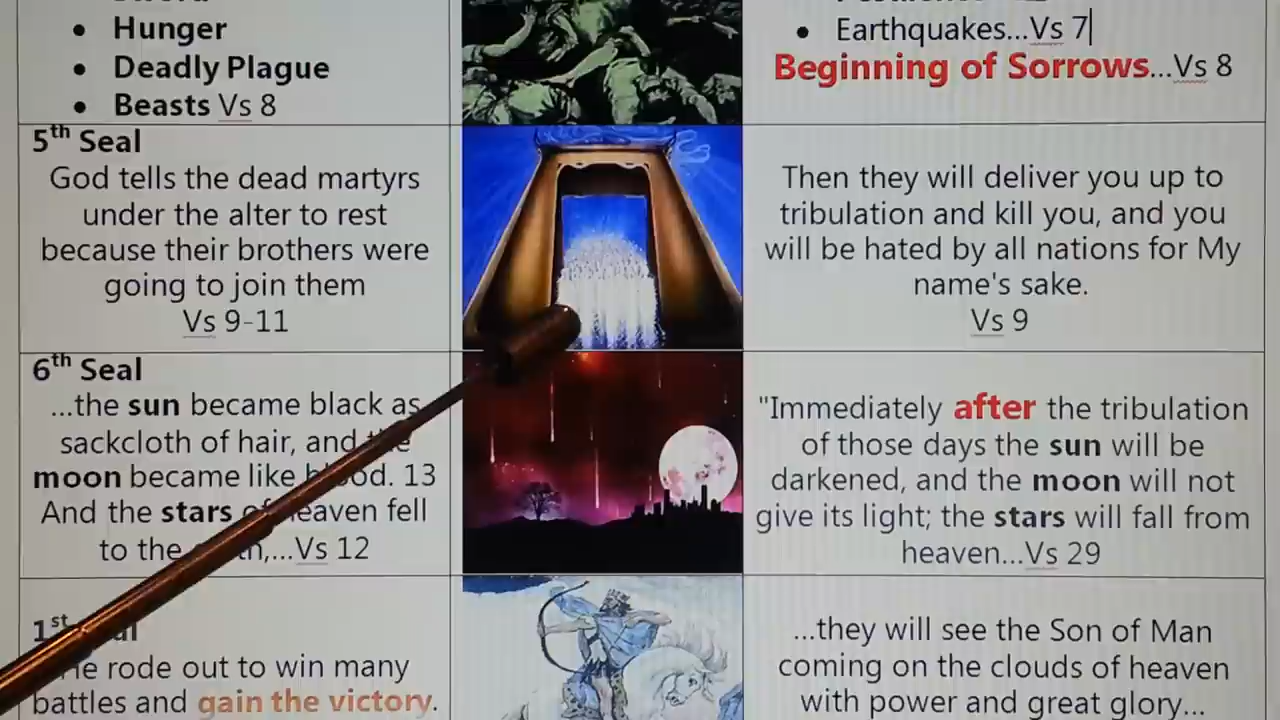 • Hunger
• Deadly Plague
• Beasts Vs 8
• Earthquakes...Vs 7
Beginning of Sorrows...Vs 8
5th Seal
God tells the dead martyrs
under the alter to rest
because their brothers were
going to join them
Vs 9-11
Then they will deliver you up to
tribulation and kill you, and you
will be hated by all nations for My
name's sake.
Vs 9
6th Seal
...the sun became black as
sackcloth of hair, and the
moon became like blood. 13
And the stars of heaven fell
to the ...Vs 12
"Immediately after the tribulation
of those days the sun will be
darkened, and the moon will not
give its light; the stars will fall from
heaven...Vs 29
1st Seal
He rode out to win many
battles and gain the victory.
...they will see the Son of Man
coming on the clouds of heaven
with power and great glory...